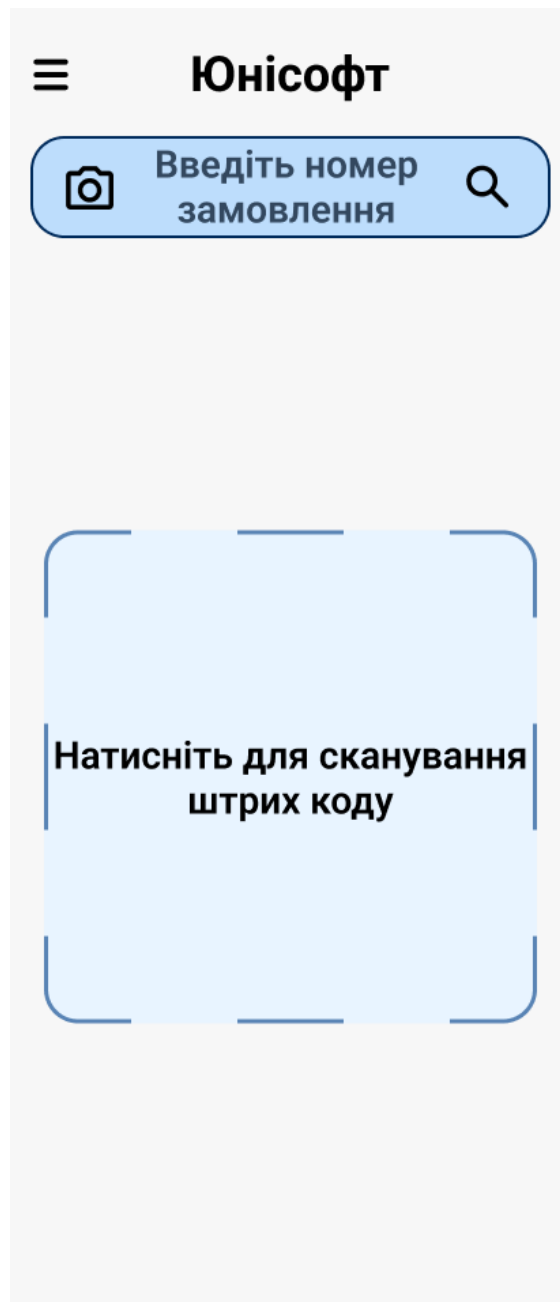 Юнісофт
Введіть номер
замовлення
Натисніть для сканування
штрих коду